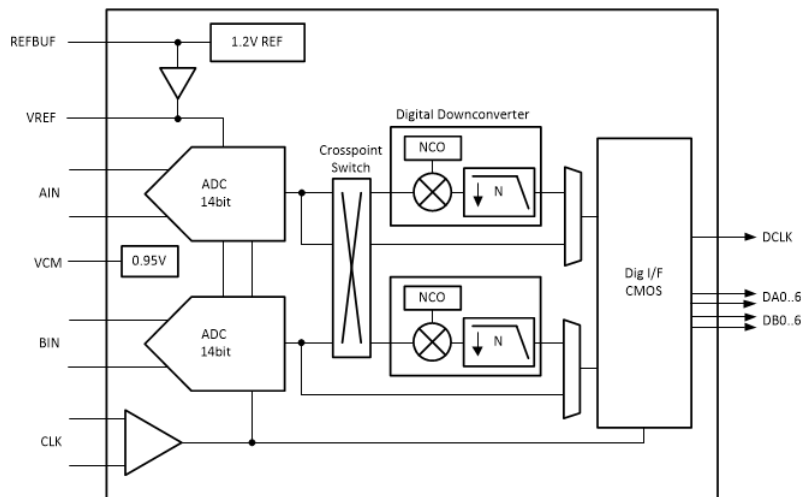 REFBUF
1.2V REF
VREF
Digital Downconverter
Crosspoint
Switch
NCO
N
ADC
14bit
AIN
VCM
0.95V
Dig I/F
CMOS
DCLK
DA0..6
DB0..6
NCO
N
ADC
14bit
BIN
CLK